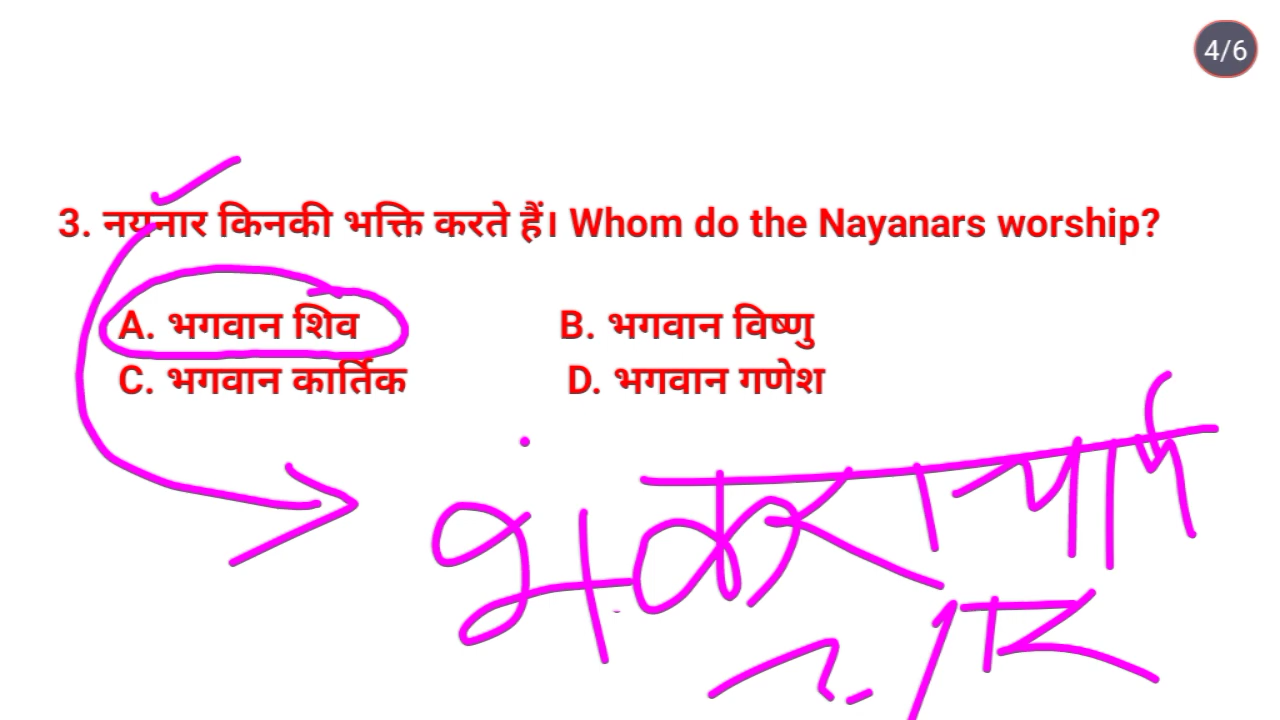 4/6
3. नयनार किनकी भक्ति करते हैं। Whom do the Nayanars worship?
A. भगवान शिव B. भगवान विष्णु
C. भगवान कार्तिक D. भगवान गणेश
शंकराचार्य